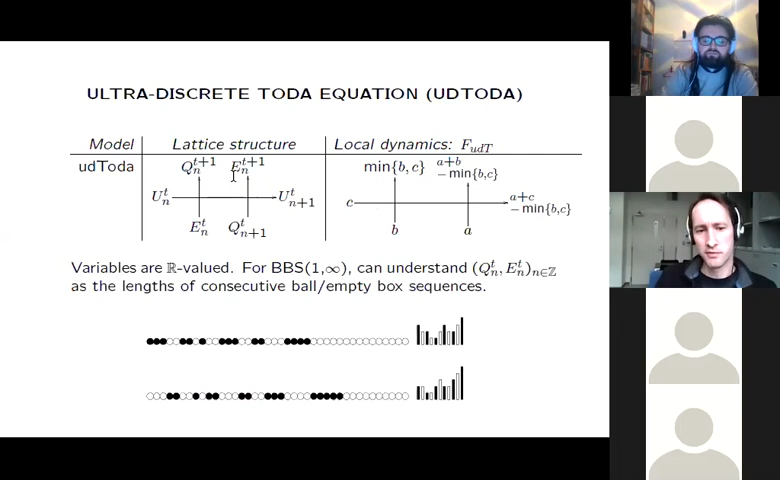 ULTRA-DISCRETE TODA EQUATION (UDTODA)
Model Lattice structure Local dynamics: F_{udT}
udToda Q_n^{t+1} E_n^{t+1} min{b,c} a+b −min{b,c}
U_n^t U_{n+1}^t c a+c −min{b,c}
E_n^t Q_{n+1}^t b a
Variables are ℝ-valued. For BBS(1,∞), can understand (Q_n^t, E_n^t)_{n∈ℤ}
as the lengths of consecutive ball/empty box sequences.